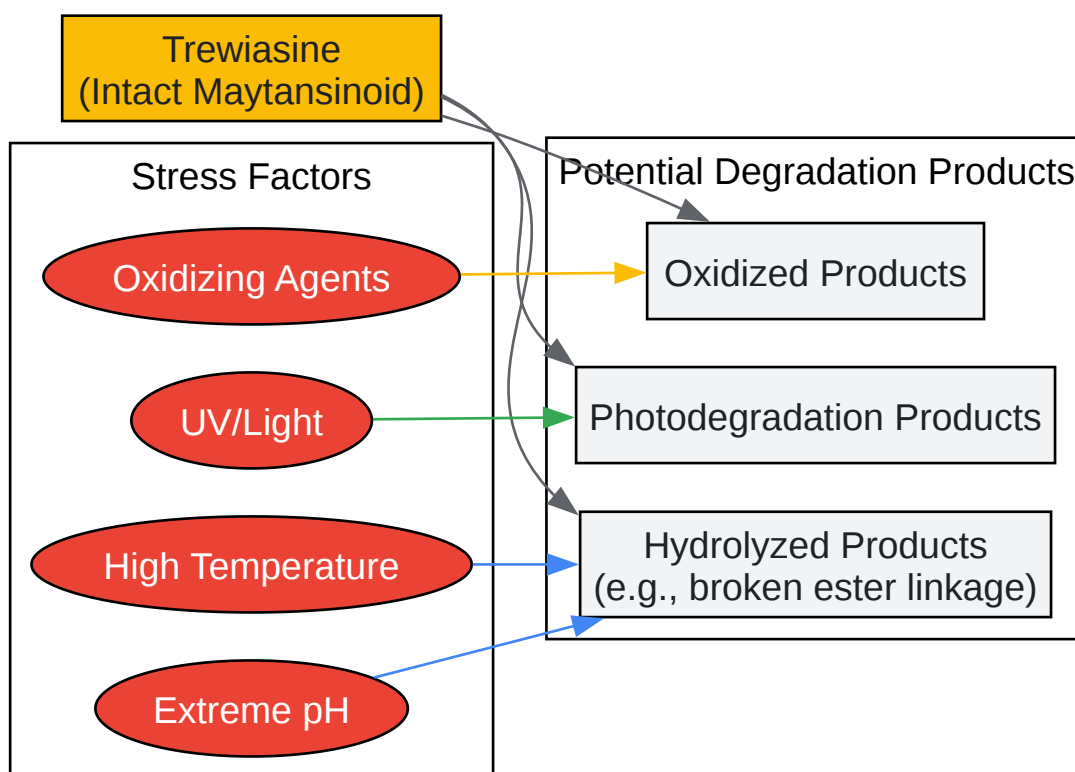 Trewiasine
(Intact Maytansinoid)
Stress Factors
Oxidizing Agents
UV/Light
High Temperature
Extreme pH
Potential Degradation Products
Oxidized Products
Photodegradation Products
Hydrolyzed Products
(e.g., broken ester linkage)